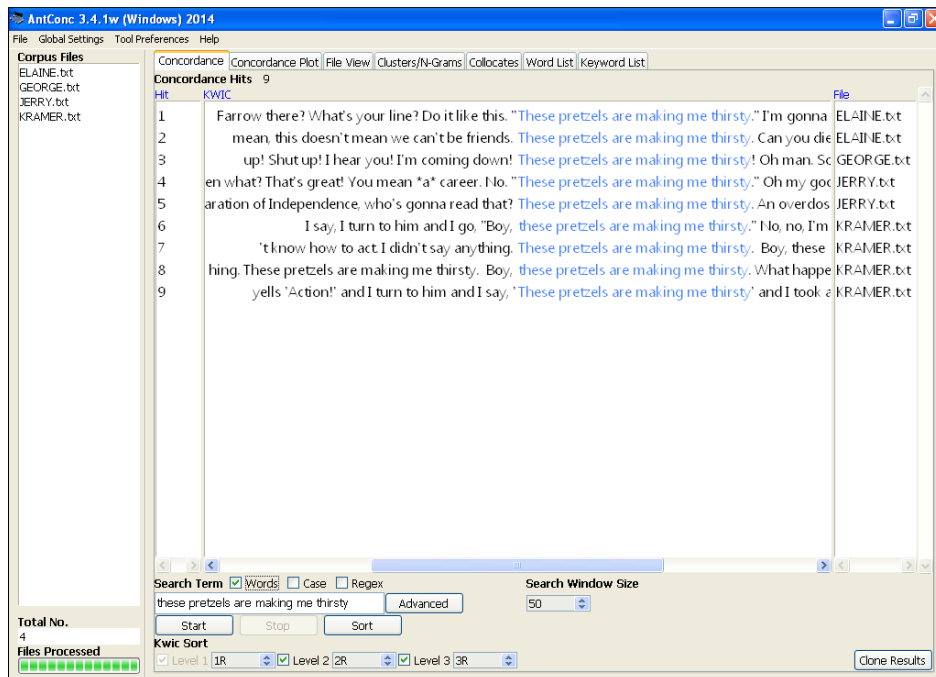 AntConc 3.4.1w (Windows) 2014
File Global Settings Tool Preferences Help
Corpus Files
ELAINE.txt
GEORGE.txt
JERRY.txt
KRAMER.txt
Concordance Concordance Plot File View Clusters/N-Grams Collocates Word List Keyword List
Concordance Hits 9
Hit KWIC File
1 Farrow there? What's your line? Do it like this. "These pretzels are making me thirsty." I'm gonna ELAINE.txt
2 mean, this doesn't mean we can't be friends. These pretzels are making me thirsty. Can you die ELAINE.txt
3 up! Shut up! I hear you! I'm coming down! These pretzels are making me thirsty! Oh man. Sc GEORGE.txt
4 en what? That's great! You mean *a* career. No. "These pretzels are making me thirsty." Oh my goc JERRY.txt
5 aration of Independence, who's gonna read that? These pretzels are making me thirsty. An overdos JERRY.txt
6 I say, I turn to him and I go, "Boy, these pretzels are making me thirsty." No, no, I'm KRAMER.txt
7 't know how to act. I didn't say anything. These pretzels are making me thirsty. Boy, these KRAMER.txt
8 hing. These pretzels are making me thirsty. Boy, these pretzels are making me thirsty. What happe KRAMER.txt
9 yells 'Action!' and I turn to him and I say, 'These pretzels are making me thirsty' and I took a KRAMER.txt
Search Term Words Case Regex Search Window Size
these pretzels are making me thirsty Advanced 50
Start Stop Sort
Total No.
4
Files Processed
Kwic Sort
Level 1 1R Level 2 2R Level 3 3R Clone Results